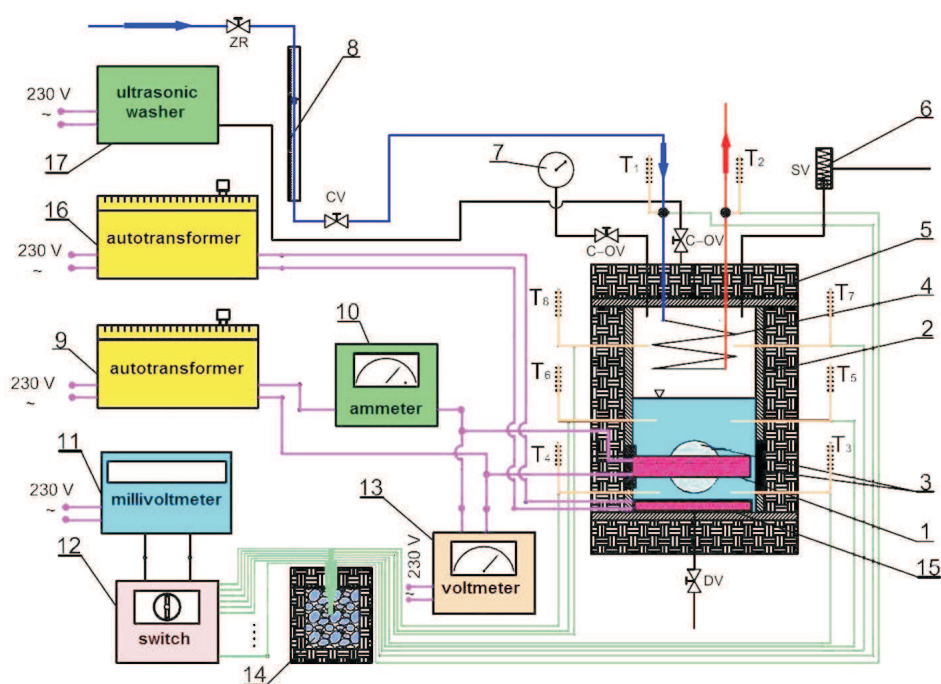 ZR
8
230 V
~
ultrasonic
washer
17
7
T1
T2
6
SV
CV
C-OV
C-OV
16
230 V
~
autotransformer
5
T8
T7
4
10
2
9
230 V
~
autotransformer
ammeter
T6
T5
11
230 V
~
millivoltmeter
T4
T3
3
13
12
switch
230 V
~
voltmeter
1
15
DV
14